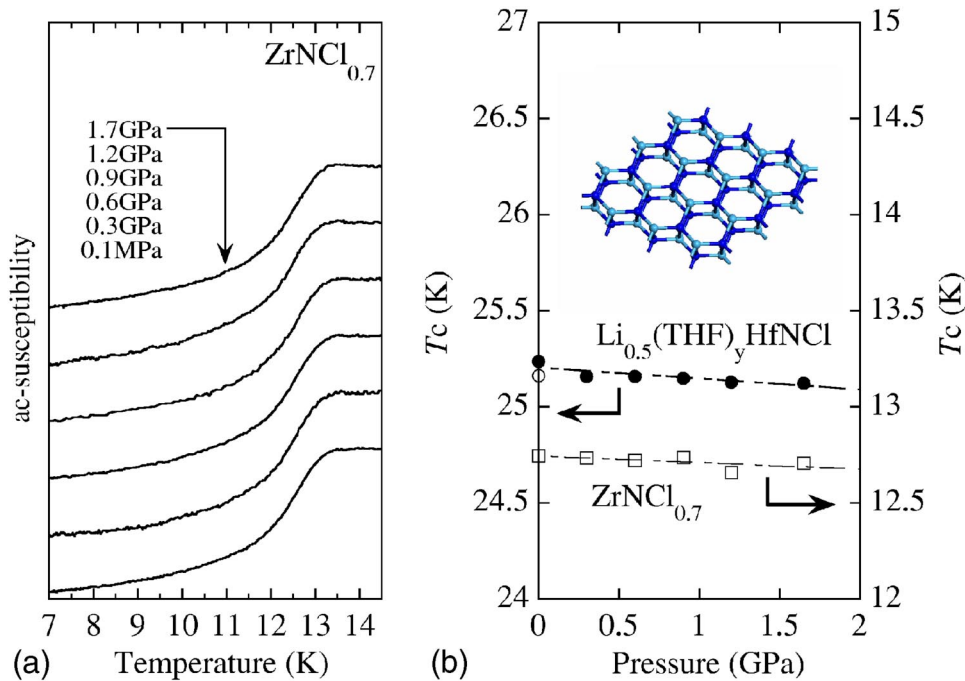 ZrNCl0.7
1.7GPa
1.2GPa
0.9GPa
0.6GPa
0.3GPa
0.1MPa
ac-susceptibility
7 8 9 10 11 12 13 14
(a) Temperature (K)
27
26.5
26
25.5
25
24.5
24
Tc (K)
15
14.5
14
13.5
13
12.5
12
Tc (K)
Li0.5(THF)yHfNCl
ZrNCl0.7
0 0.5 1 1.5 2
(b) Pressure (GPa)